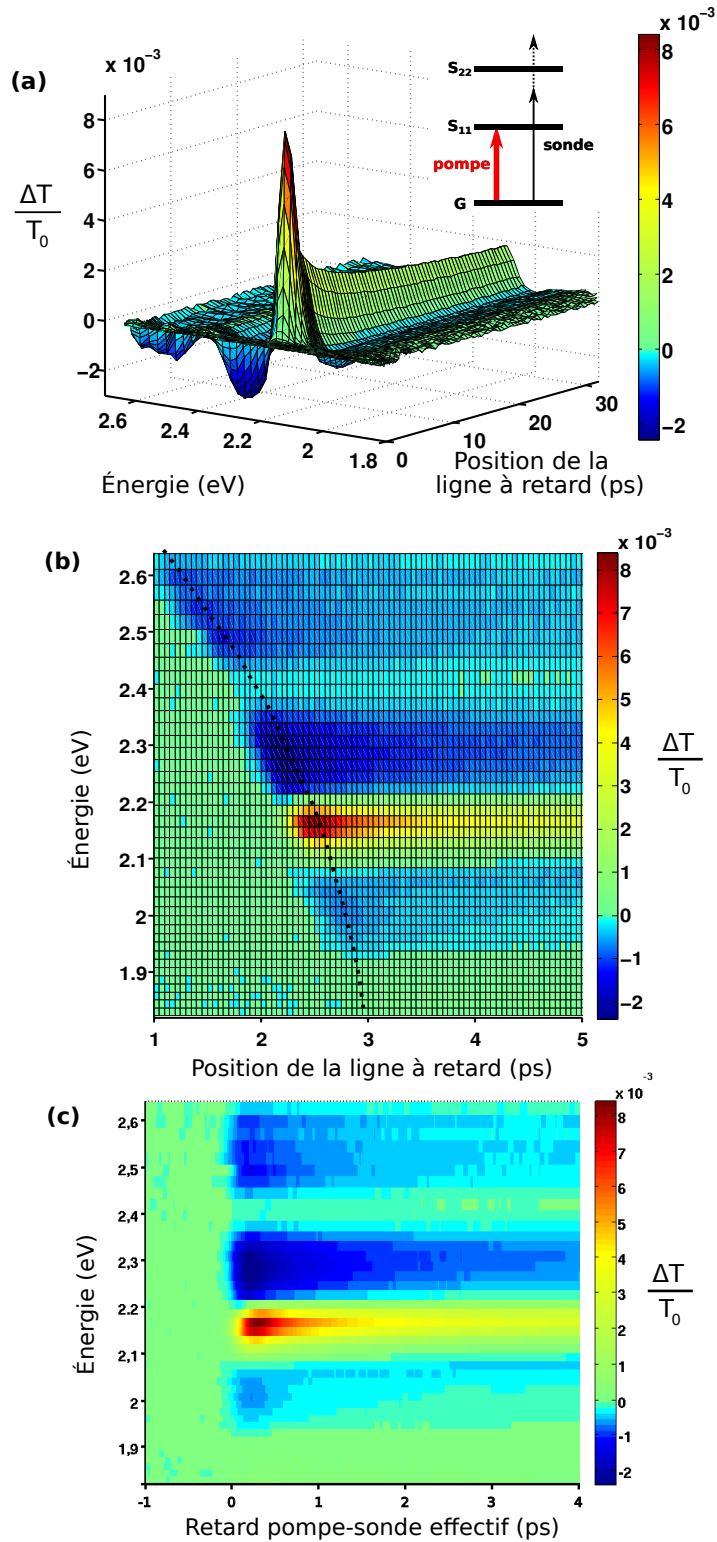 (a)
x 10⁻³
8
6
4
2
0
−2
ΔT
T₀
2.6
2.4
2.2
2
1.8
Énergie (eV)
0
10
20
30
Position de la
ligne à retard (ps)
S₂₂
S₁₁
pompe
sonde
G
x 10⁻³
8
6
4
2
0
−2
(b)
2.6
2.5
2.4
2.3
2.2
2.1
2
1.9
Énergie (eV)
1
2
3
4
5
Position de la ligne à retard (ps)
x 10⁻³
8
7
6
5
4
3
2
1
0
−1
−2
ΔT
T₀
(c)
2,6
2,5
2,4
2.3
2.2
2,1
2
1,9
Énergie (eV)
-1
0
1
2
3
4
Retard pompe-sonde effectif (ps)
x 10⁻³
8
7
6
5
4
3
2
1
0
-1
-2
ΔT
T₀